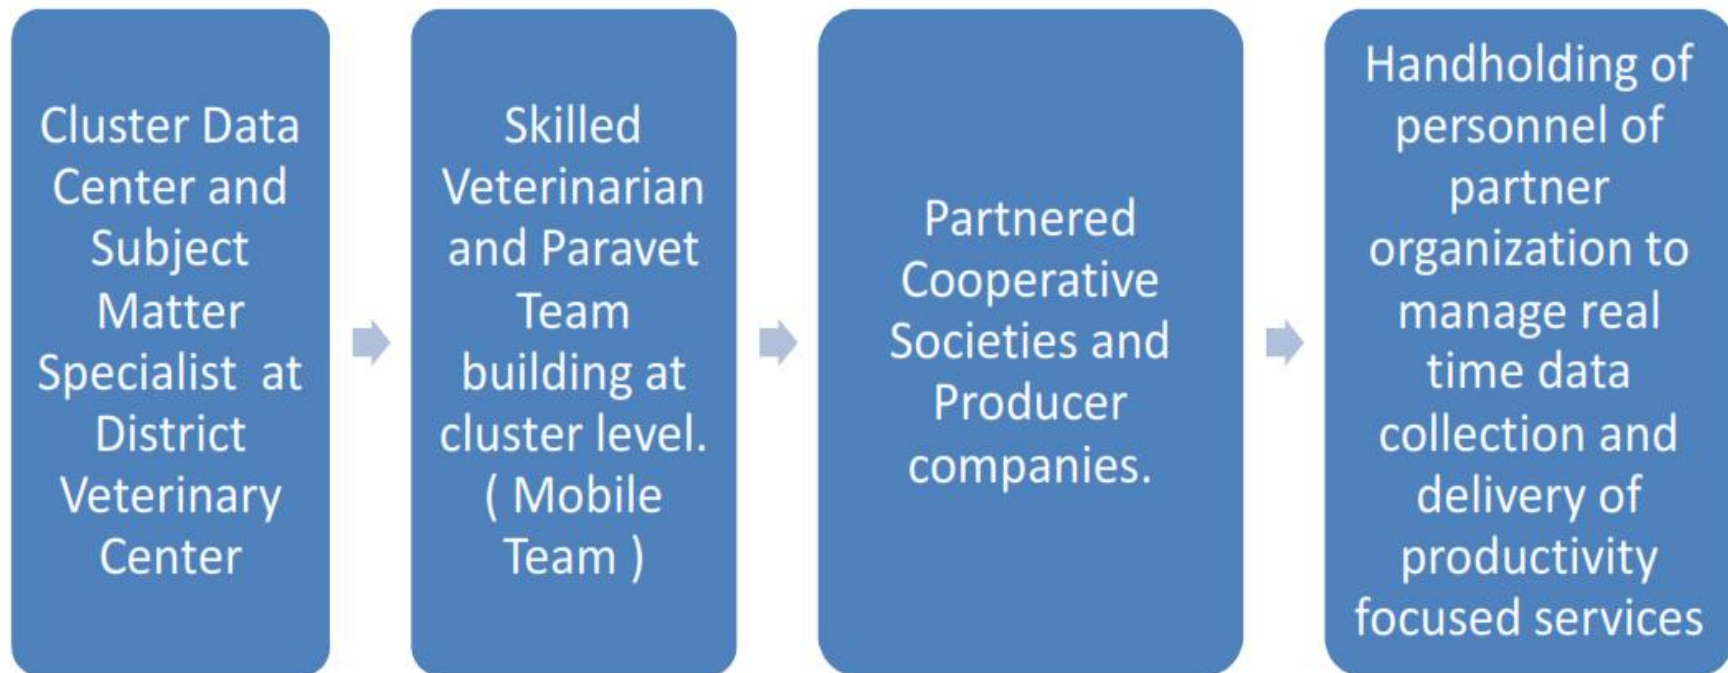 Cluster Data
Center and
Subject
Matter
Specialist at
District
Veterinary
Center
Skilled
Veterinarian
and Paravet
Team
building at
cluster level.
( Mobile
Team )
Partnered
Cooperative
Societies and
Producer
companies.
Handholding of
personnel of
partner
organization to
manage real
time data
collection and
delivery of
productivity
focused services